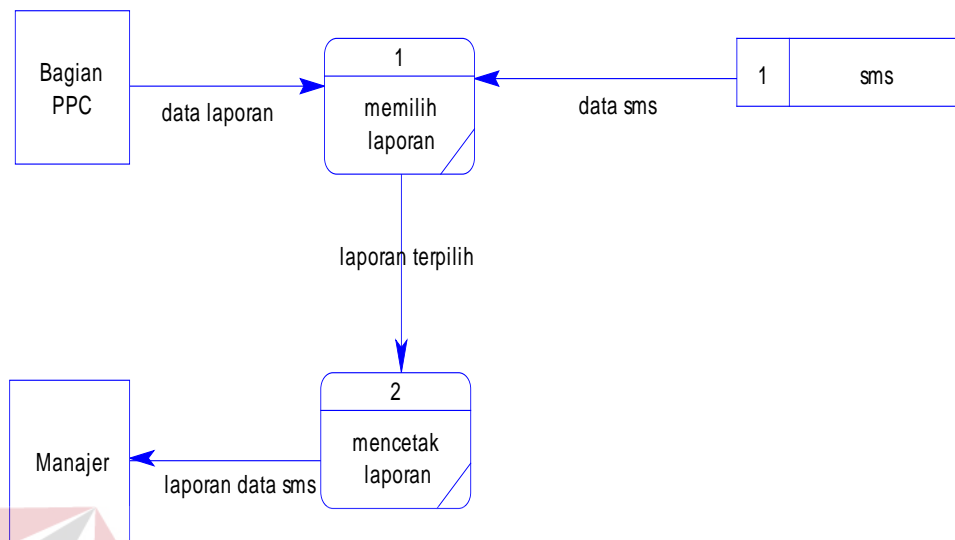 Bagian
PPC
data laporan
1
memilih
laporan
data sms
1
sms
laporan terpilih
2
mencetak
laporan
Manajer
laporan data sms